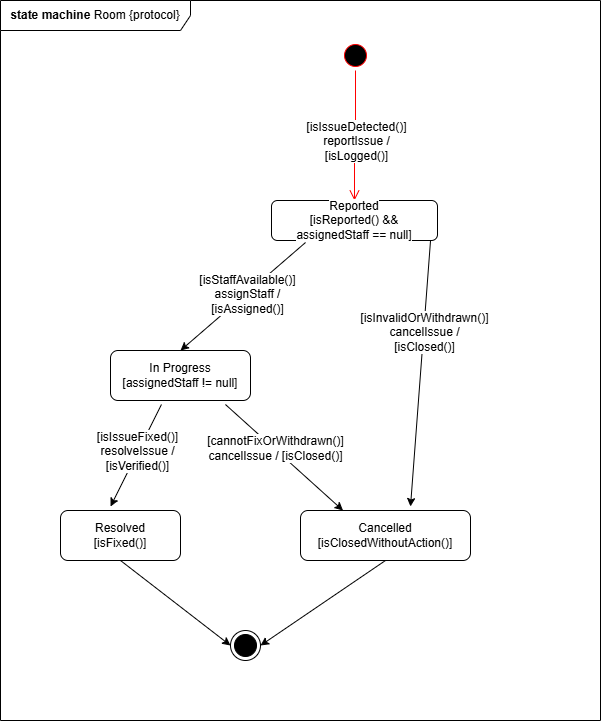 state machine Room {protocol}
[isIssueDetected()]
reportIssue /
[isLogged()]
Reported
[isReported() &&
assignedStaff == null]
[isStaffAvailable()]
assignStaff /
[isAssigned()]
[isInvalidOrWithdrawn()]
cancelIssue /
[isClosed()]
In Progress
[assignedStaff != null]
[isIssueFixed()]
resolveIssue /
[isVerified()]
[cannotFixOrWithdrawn()]
cancelIssue / [isClosed()]
Resolved
[isFixed()]
Cancelled
[isClosedWithoutAction()]